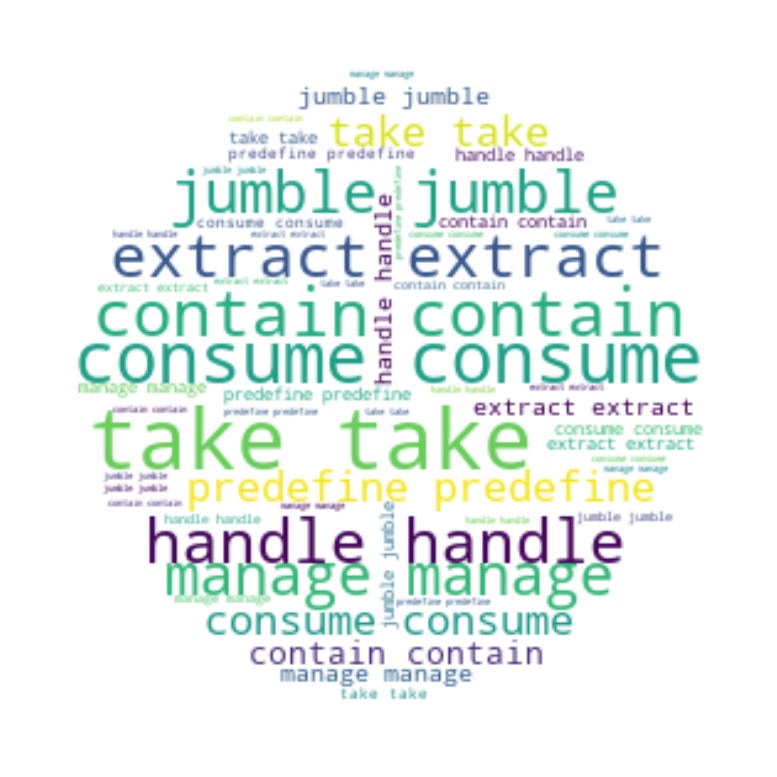 manage manage
jumble jumble
contain contain
take take
take take
predefine predefine
handle handle
jumble jumble
predefine predefine
jumble jumble
handle handle
take take
consume consume
contain contain
handle handle
extract extract
consume consume
consume consume
extract extract
extract extract
take take
contain contain
extract extract
contain contain
consume consume
manage manage
predefine predefine
handle handle
extract extract
contain contain
predefine predefine
take take
extract extract
take take
consume consume
extract extract
consume consume
manage manage
jumble jumble
jumble jumble
predefine predefine
contain contain
manage manage
jumble jumble
handle handle
handle handle
jumble jumble
handle handle
manage manage
manage manage
predefine predefine
consume consume
contain contain
manage manage
take take